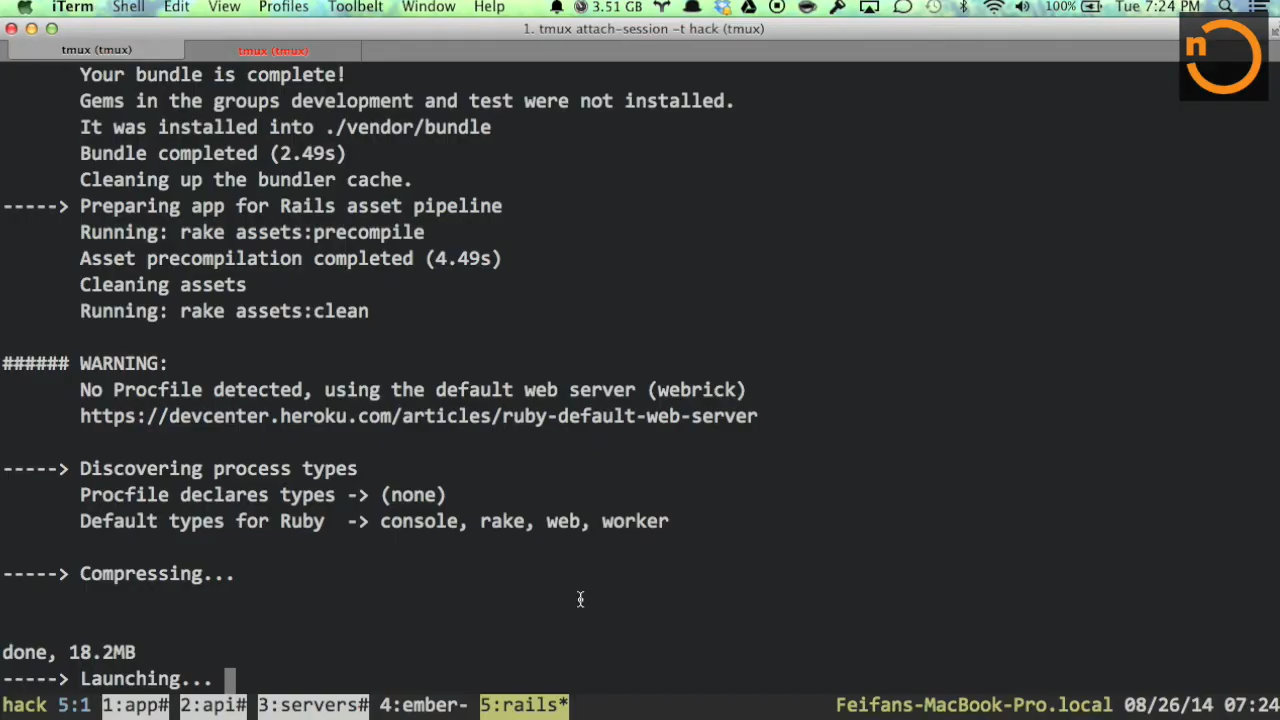 iTerm Shell Edit View Profiles Toolbelt Window Help 3.51 GB 100% Tue 7:24 PM
1. tmux attach-session -t hack (tmux)
tmux (tmux) tmux (tmux)
n
Your bundle is complete!
Gems in the groups development and test were not installed.
It was installed into ./vendor/bundle
Bundle completed (2.49s)
Cleaning up the bundler cache.
-----> Preparing app for Rails asset pipeline
Running: rake assets:precompile
Asset precompilation completed (4.49s)
Cleaning assets
Running: rake assets:clean
###### WARNING:
No Procfile detected, using the default web server (webrick)
https://devcenter.heroku.com/articles/ruby-default-web-server
-----> Discovering process types
Procfile declares types -> (none)
Default types for Ruby  -> console, rake, web, worker
-----> Compressing...
done, 18.2MB
-----> Launching...
hack 5:1 1:app# 2:api# 3:servers# 4:ember- 5:rails* Feifans-MacBook-Pro.local 08/26/14 07:24